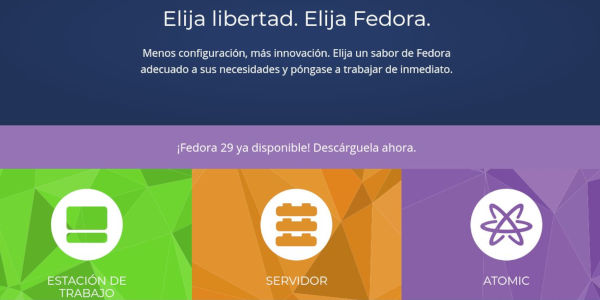 Elija libertad. Elija Fedora.
Menos configuración, más innovación. Elija un sabor de Fedora
adecuado a sus necesidades y póngase a trabajar de inmediato.
¡Fedora 29 ya disponible! Descárguela ahora.
ESTACIÓN DE
TRABAJO
SERVIDOR
ATOMIC